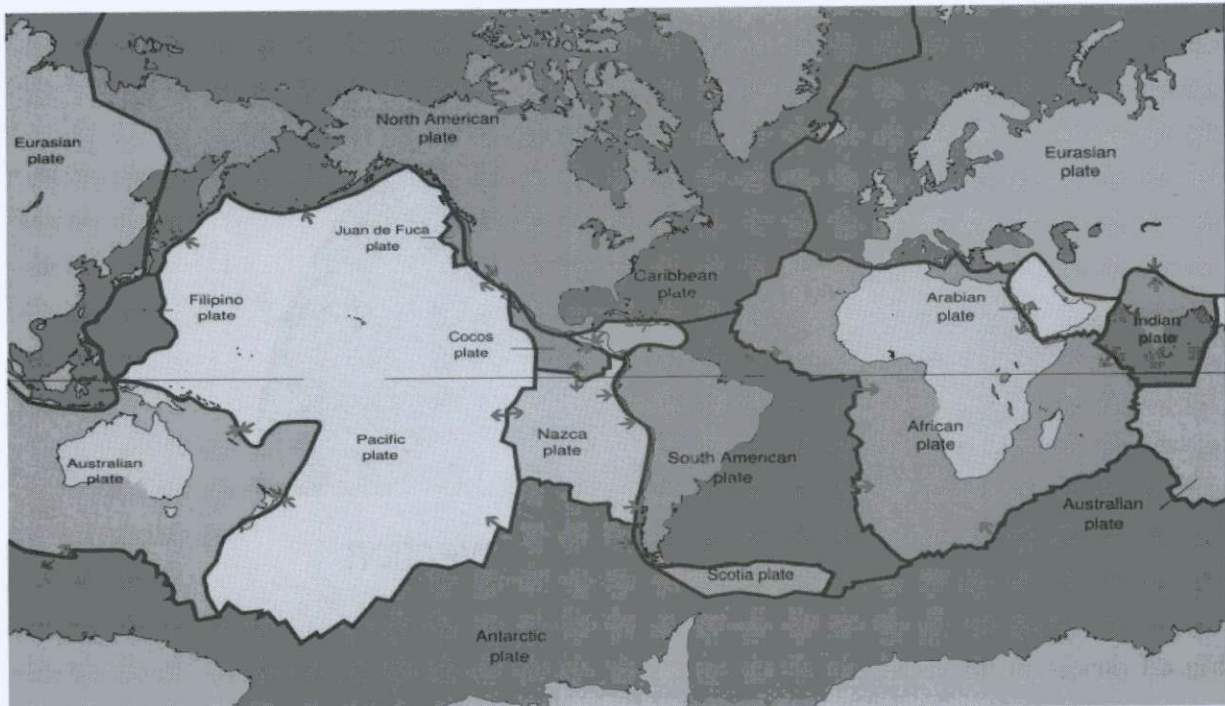 North American
plate
Eurasian
plate
Eurasian
plate
Juan de Fuca
plate
Caribbean
plate
Filipino
plate
Arabian
plate
Indian
plate
Cocos
plate
Pacific
plate
Nazca
plate
African
plate
Australian
plate
South American
plate
Australian
plate
Scotia plate
Antarctic
plate